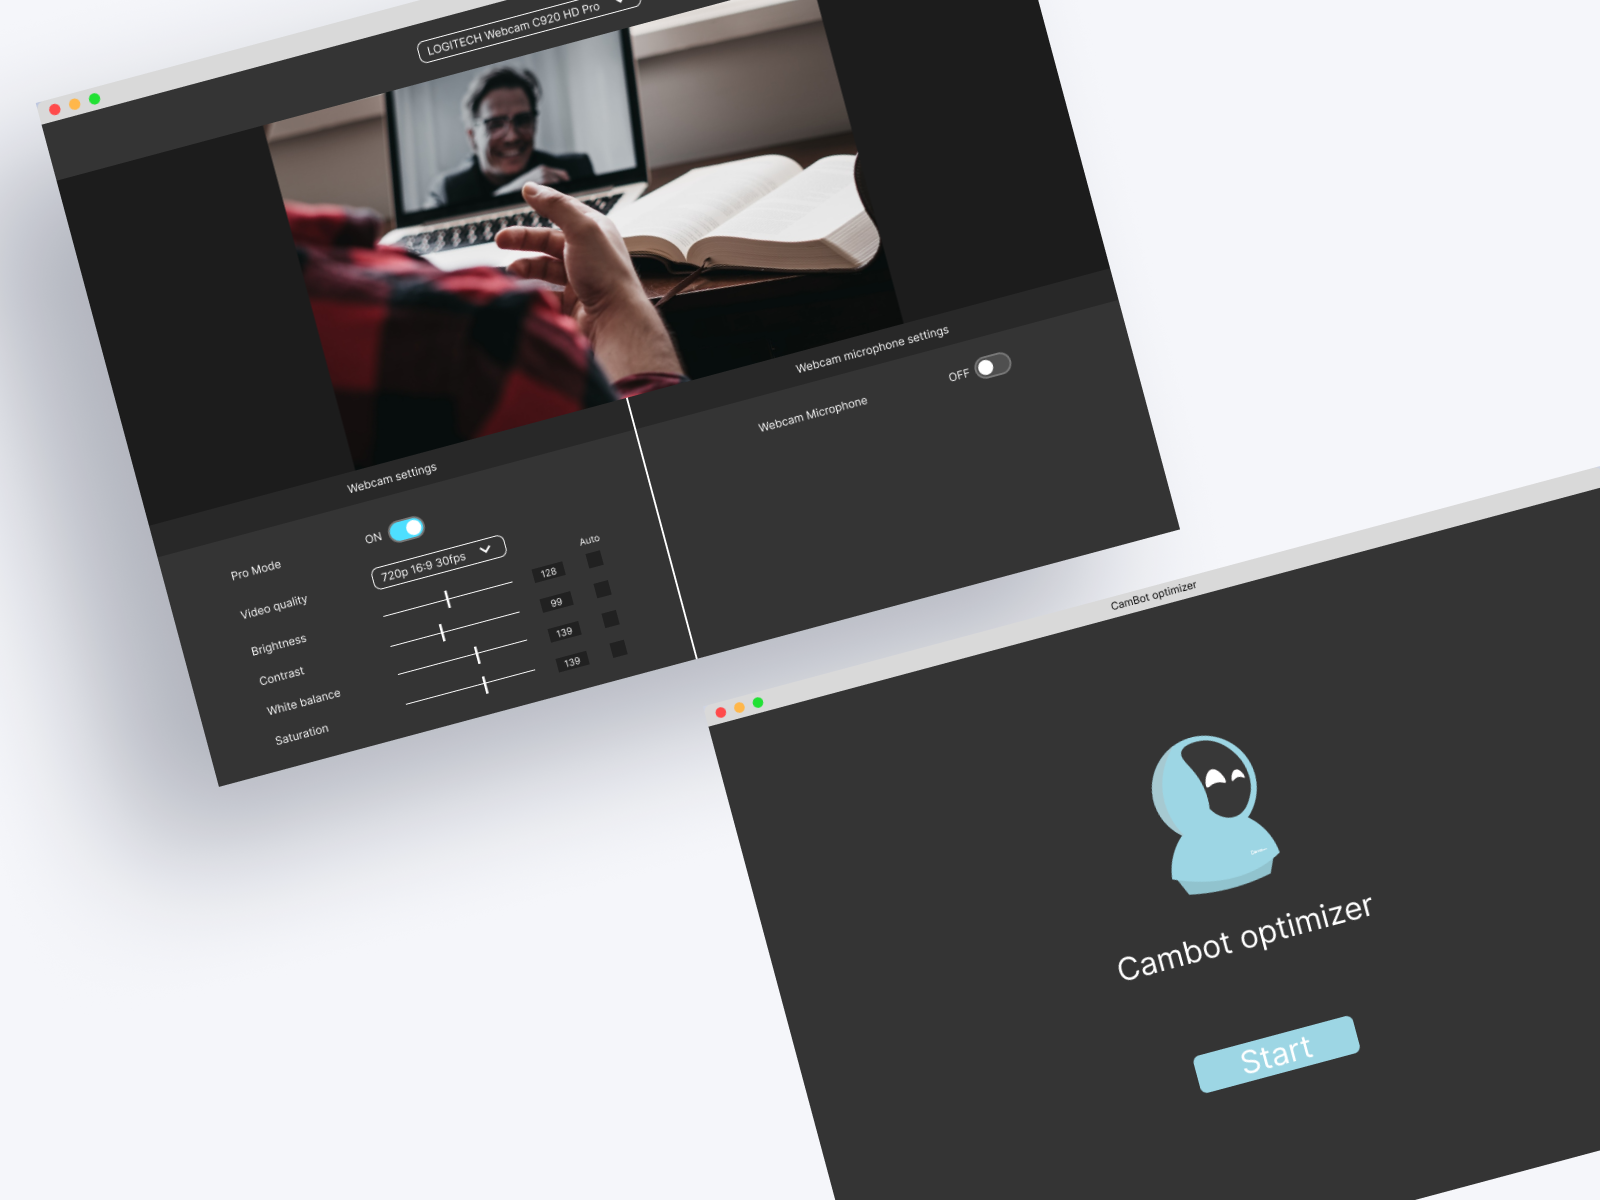 LOGITECH Webcam C920 HD Pro
Webcam settings
Pro Mode
ON
Video quality
720p 16:9 30fps
Auto
Brightness
128
Contrast
99
White balance
139
Saturation
139
Webcam microphone settings
Webcam Microphone
OFF
CamBot optimizer
Cambot optimizer
Start